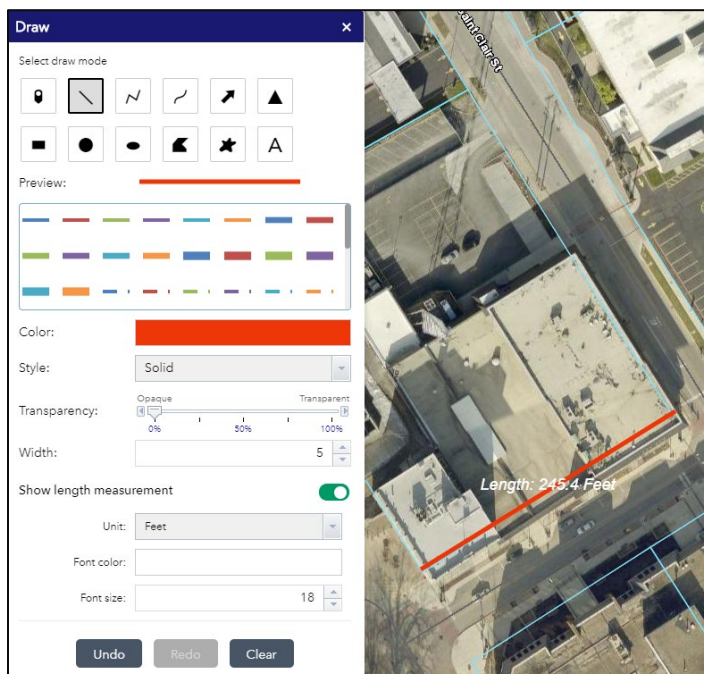 Draw ×
Select draw mode
A
Preview:
Color:
Style: Solid
Opaque Transparent
Transparency:
0% 50% 100%
Width: 5
Show length measurement
Unit: Feet
Font color:
Font size: 18
Undo Redo Clear
Saint Clair St
Length: 245.4 Feet